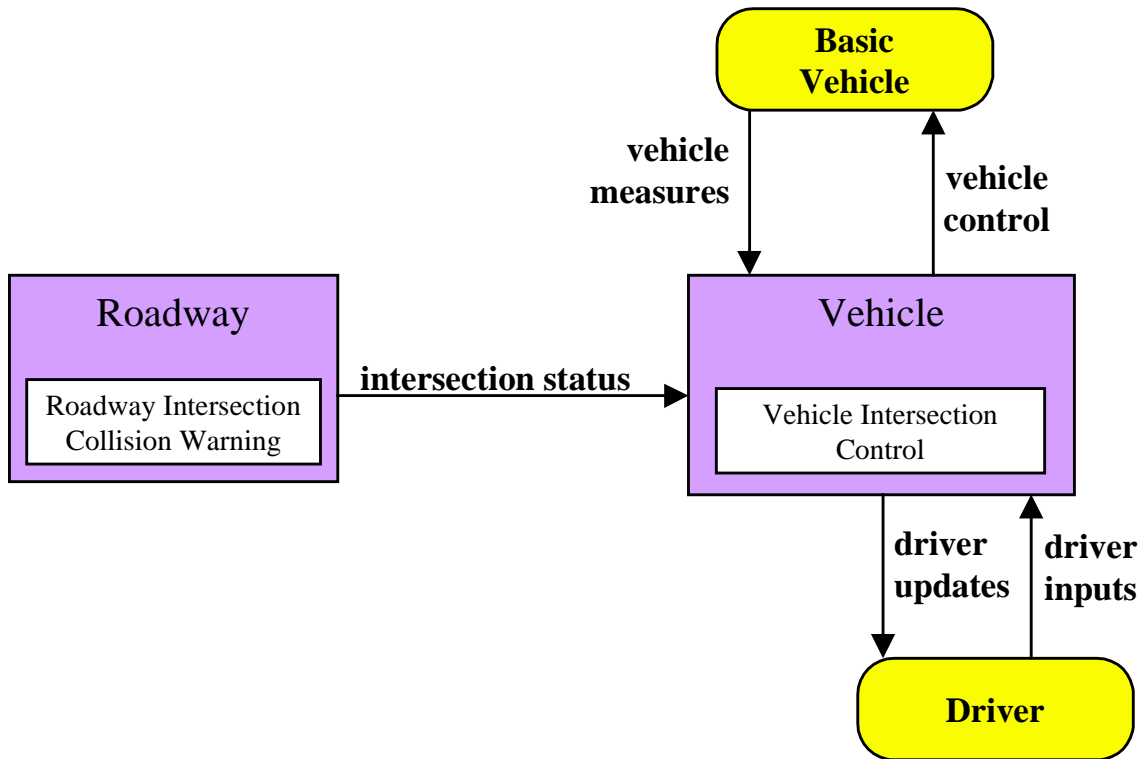 Basic
Vehicle
vehicle
measures
vehicle
control
Roadway
Roadway Intersection
Collision Warning
intersection status
Vehicle
Vehicle Intersection
Control
driver
updates
driver
inputs
Driver